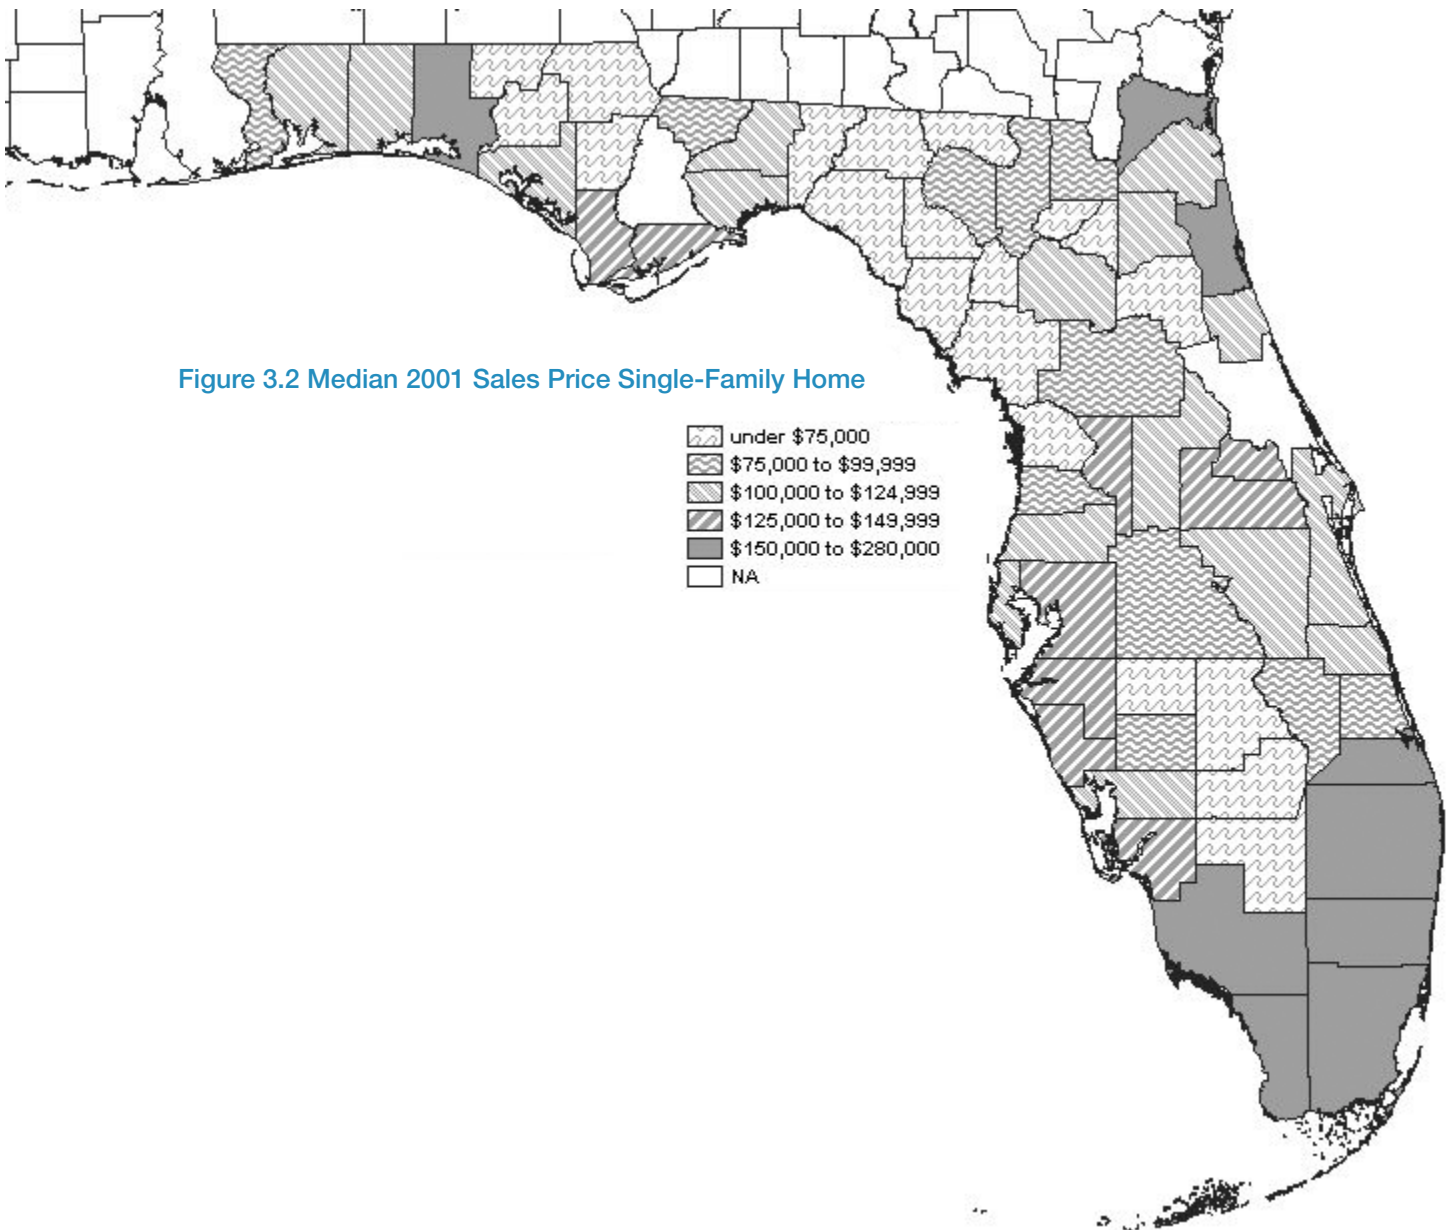 Figure 3.2 Median 2001 Sales Price Single-Family Home
under $75,000
$75,000 to $99,999
$100,000 to $124,999
$125,000 to $149,999
$150,000 to $280,000
NA